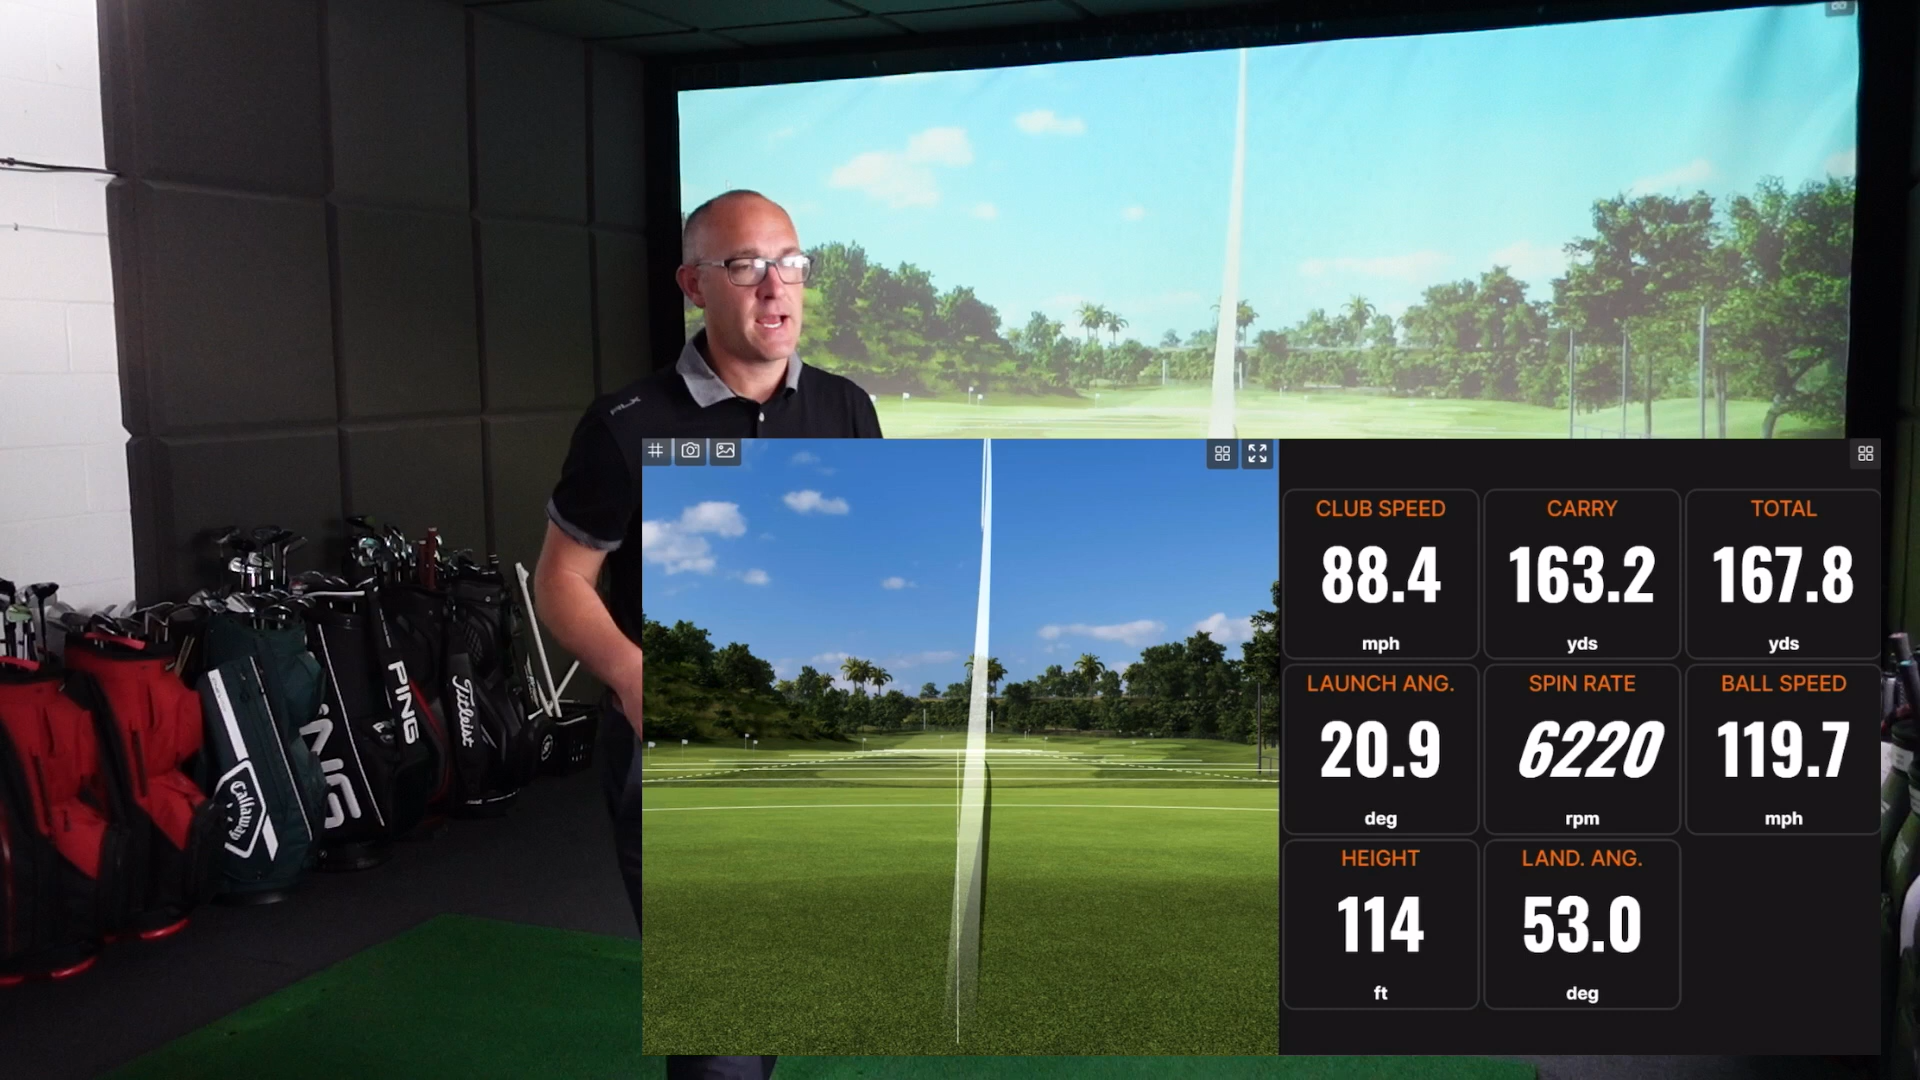 RLX
CLUB SPEED
88.4
mph
CARRY
163.2
yds
TOTAL
167.8
yds
LAUNCH ANG.
20.9
deg
SPIN RATE
6220
rpm
BALL SPEED
119.7
mph
HEIGHT
114
ft
LAND. ANG.
53.0
deg
Callaway
PING
PING
Titleist